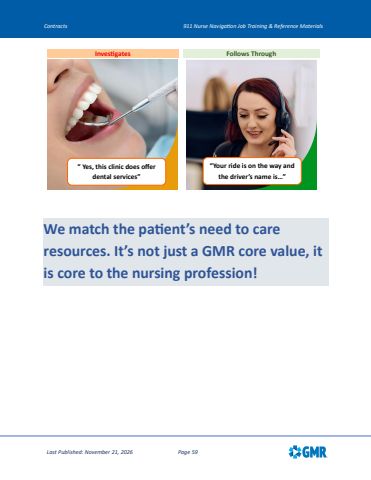 Contracts
911 Nurse Navigation Job Training & Reference Materials
Investigates
Follows Through
“ Yes, this clinic does offer
dental services”
“Your ride is on the way and
the driver’s name is…”
We match the patient’s need to care
resources. It’s not just a GMR core value, it
is core to the nursing profession!
Last Published: November 21, 2026
Page 59
GMR